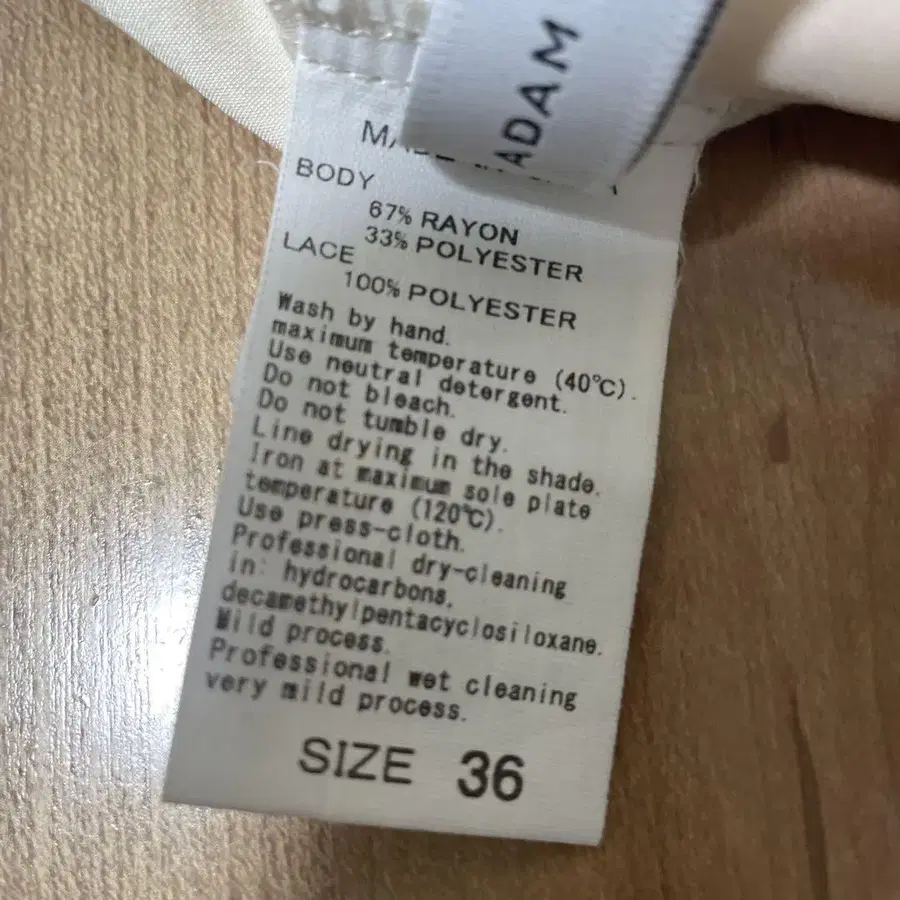 ADAM
BODY
67% RAYON
33% POLYESTER
LACE
100% POLYESTER
Wash by hand.
maximum temperature (40℃).
Use neutral detergent.
Do not bleach.
Do not tumble dry.
Line drying in the shade.
Iron at maximum sole plate
temperature (120℃).
Use press-cloth.
Professional dry-cleaning
in: hydrocarbons,
decamethylpentacyclosiloxane.
Mild process.
Professional wet cleaning
very mild process.
SIZE 36